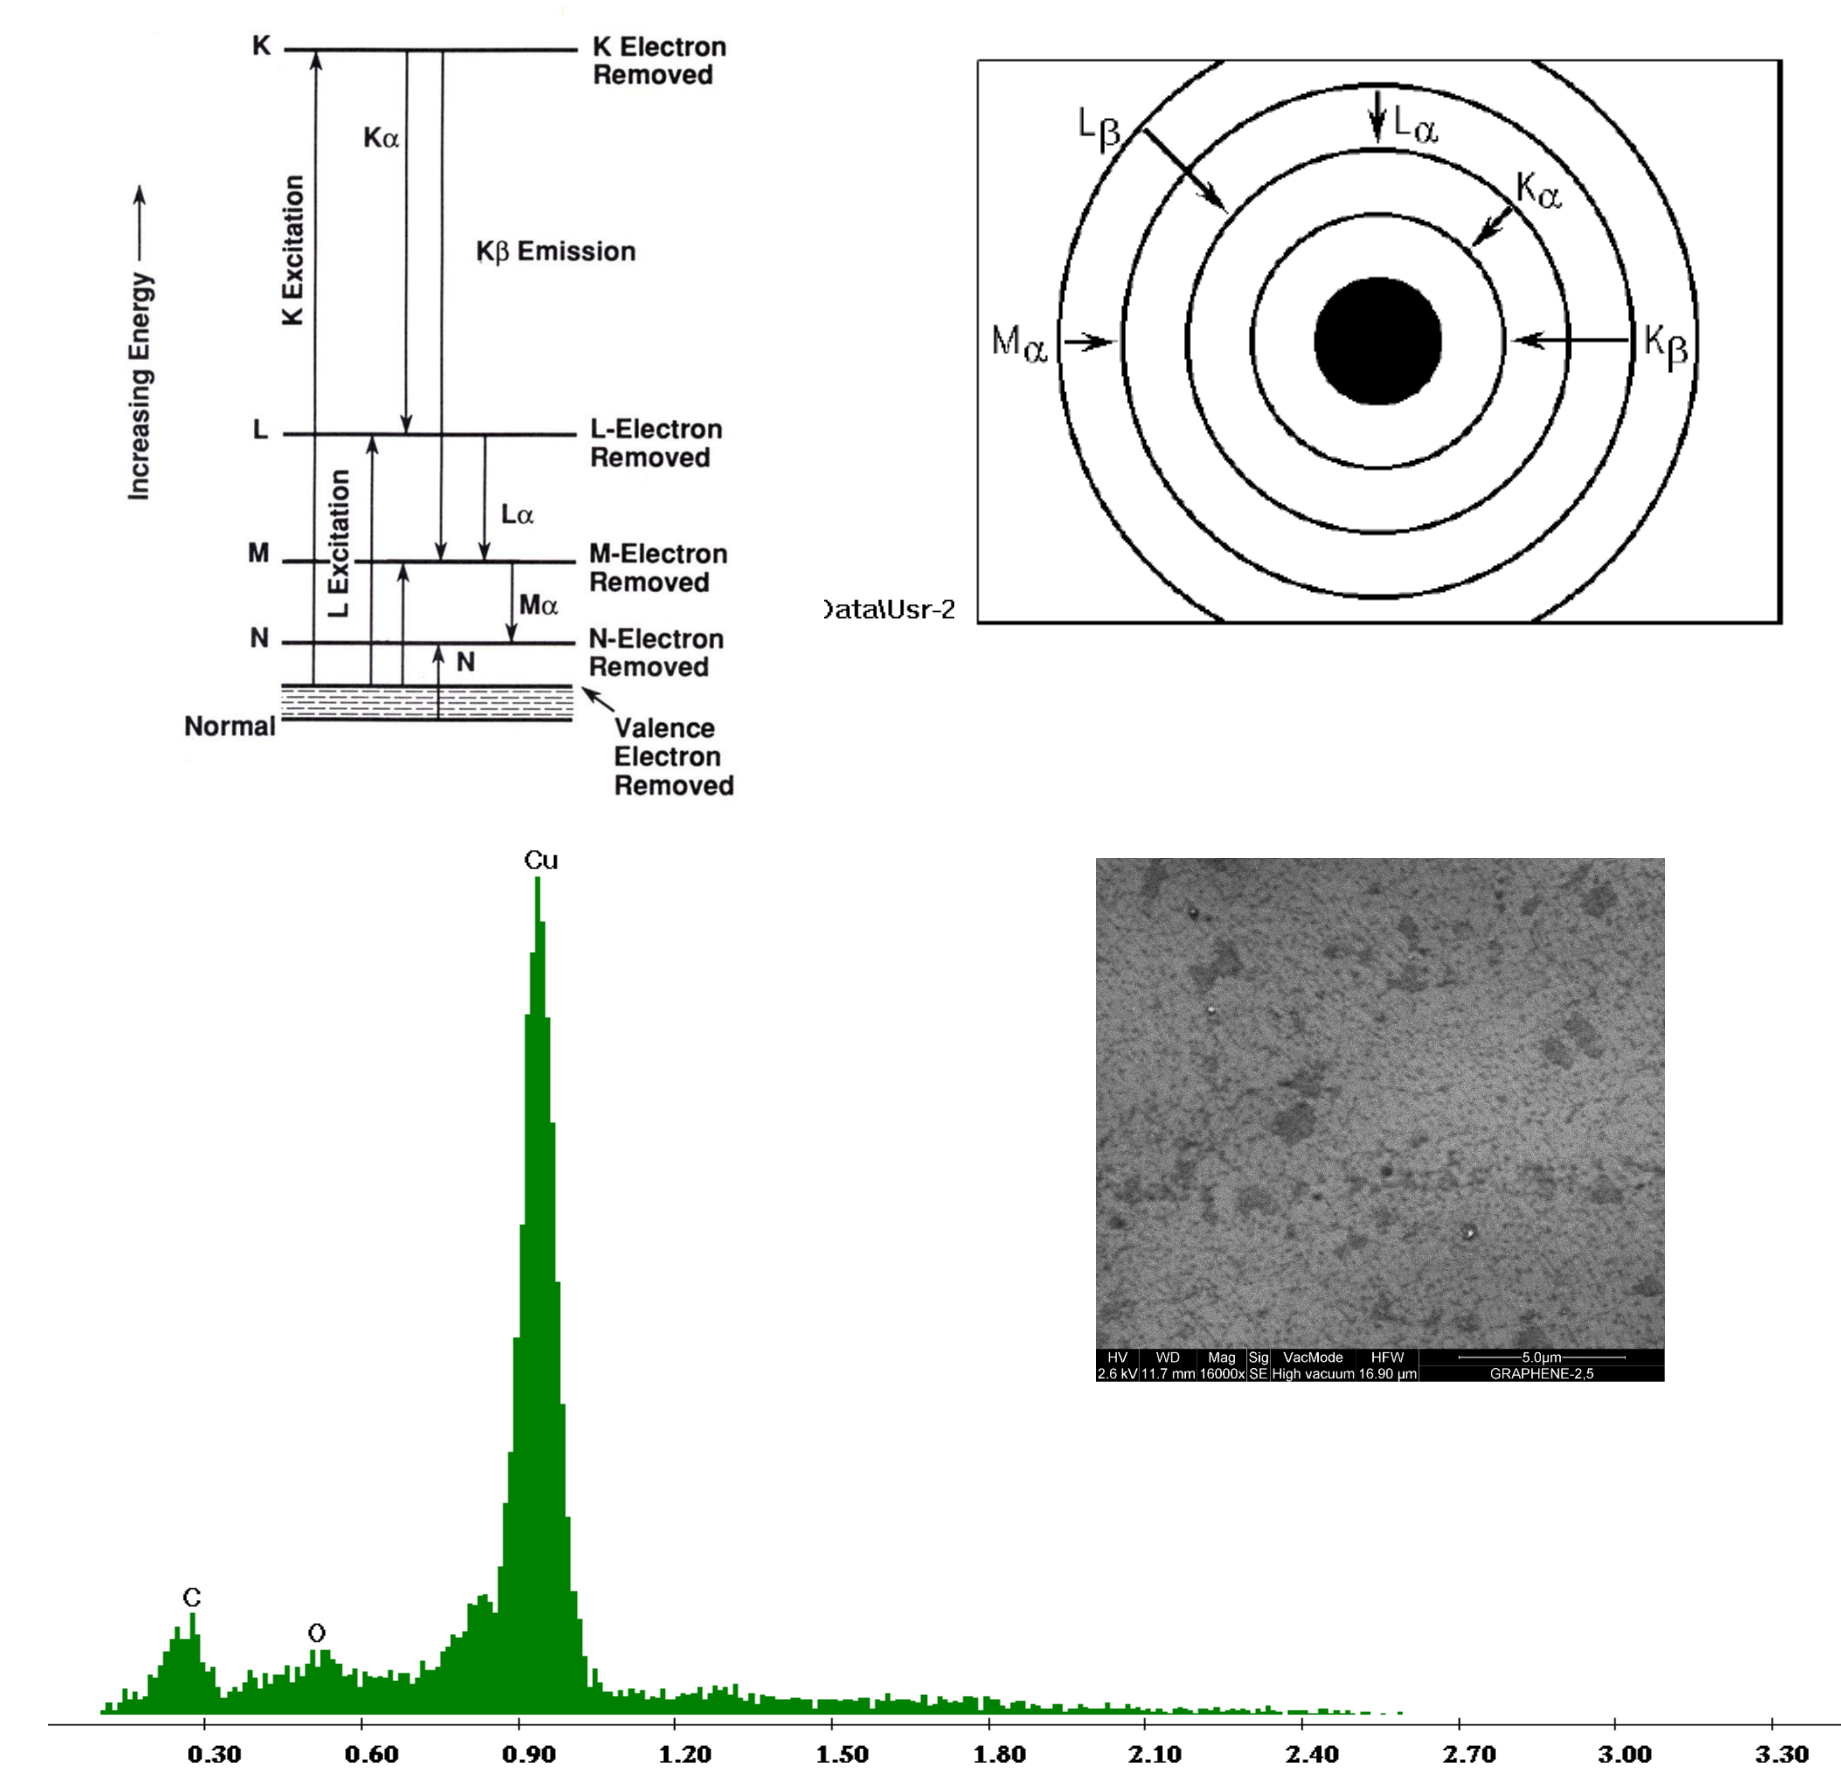 K
K Electron
Removed
Kα
K Excitation
Kβ Emission
Increasing Energy
L
L-Electron
Removed
L Excitation
Lα
M
M-Electron
Removed
Mα
N
N-Electron
Removed
N
Normal
Valence
Electron
Removed
Lβ
Lα
Kα
Mα
Kβ
Data\Usr-2
Cu
C
O
0.30 0.60 0.90 1.20 1.50 1.80 2.10 2.40 2.70 3.00 3.30
HV WD Mag Sig VacMode HFW 5.0µm
2.6 kV 11.7 mm 16000x SE High vacuum 16.90 µm GRAPHENE-2,5